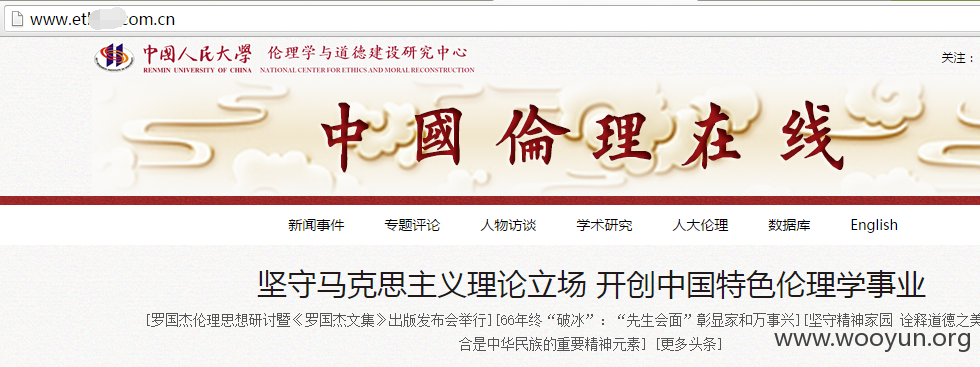 www.et com.cn
中國人民大學 伦理学与道德建设研究中心
RENMIN UNIVERSITY OF CHINA NATIONAL CENTER FOR ETHICS AND MORAL RECONSTRUCTION
关注：
中國倫理在线
新闻事件 专题评论 人物访谈 学术研究 人大伦理 数据库 English
坚守马克思主义理论立场 开创中国特色伦理学事业
[罗国杰伦理思想研讨暨《罗国杰文集》出版发布会举行] [66年终“破冰”：“先生会面”彰显家和万事兴] [坚守精神家园 诠释道德之美
合是中华民族的重要精神元素] [更多头条]
www.wooyun.org